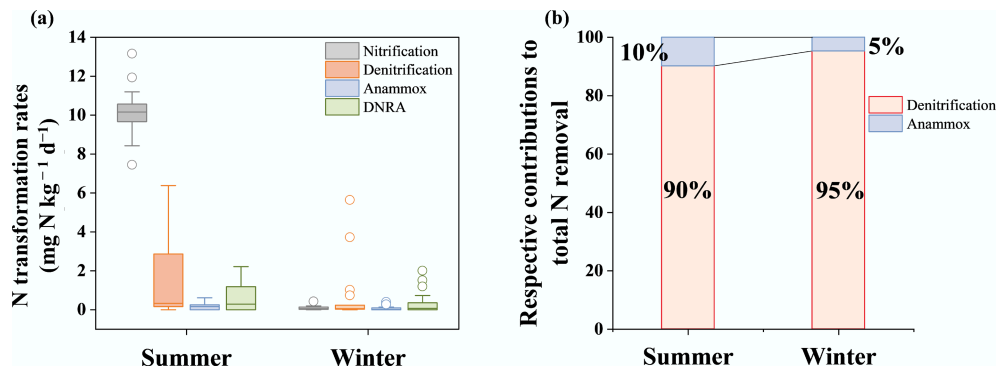 (a)
N transformation rates
(mg N kg⁻¹ d⁻¹)
14
12
10
8
6
4
2
0
Nitrification
Denitrification
Anammox
DNRA
Summer
Winter
(b)
Respective contributions to
total N removal
100
80
60
40
20
0
10%
5%
90%
95%
Denitrification
Anammox
Summer
Winter